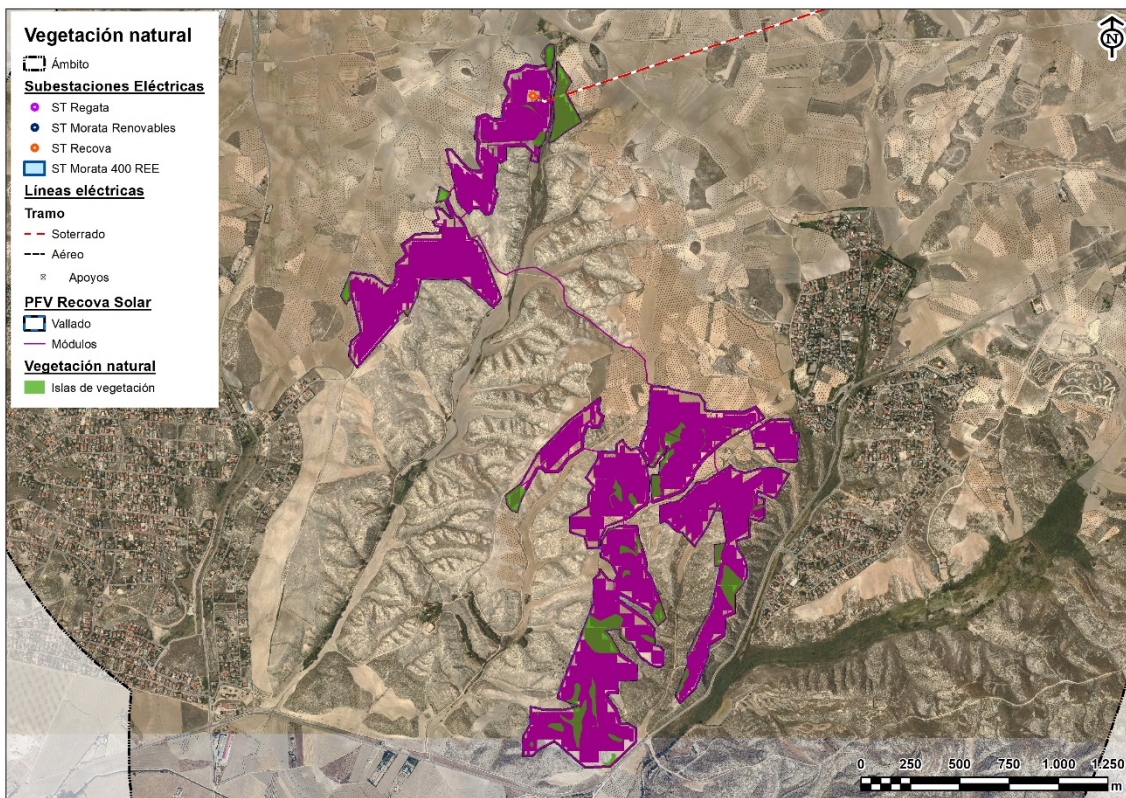 Vegetación natural
Ámbito
Subestaciones Eléctricas
ST Regata
ST Morata Renovables
ST Recova
ST Morata 400 REE
Líneas eléctricas
Tramo
Soterrado
Aéreo
Apoyos
PFV Recova Solar
Vallado
Módulos
Vegetación natural
Islas de vegetación
N
0 250 500 750 1.000 1.250
m